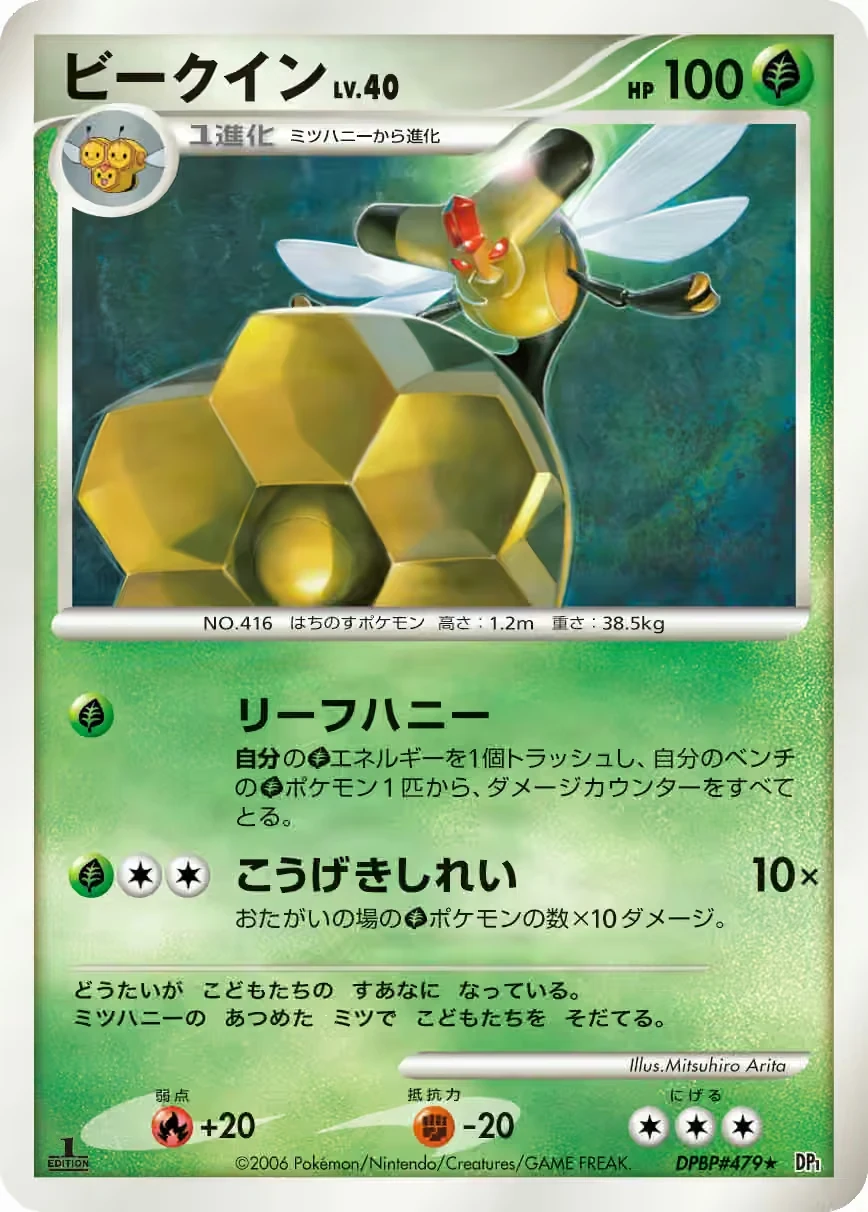 ビークイン LV.40 HP 100
1進化 ミツハニーから進化
NO.416 はちのすポケモン 高さ：1.2m 重さ：38.5kg
リーフハニー
自分のエネルギーを1個トラッシュし、自分のベンチ
のポケモン1匹から、ダメージカウンターをすべて
とる。
こうげきしれい 10×
おたがいの場のポケモンの数×10ダメージ。
どうたいが こどもたちの すあなに なっている。
ミツハニーの あつめた ミツで こどもたちを そだてる。
Illus.Mitsuhiro Arita
弱点 抵抗力 にげる
+20 -20
1 EDITION ©2006 Pokémon/Nintendo/Creatures/GAME FREAK. DPBP#479★ DP1